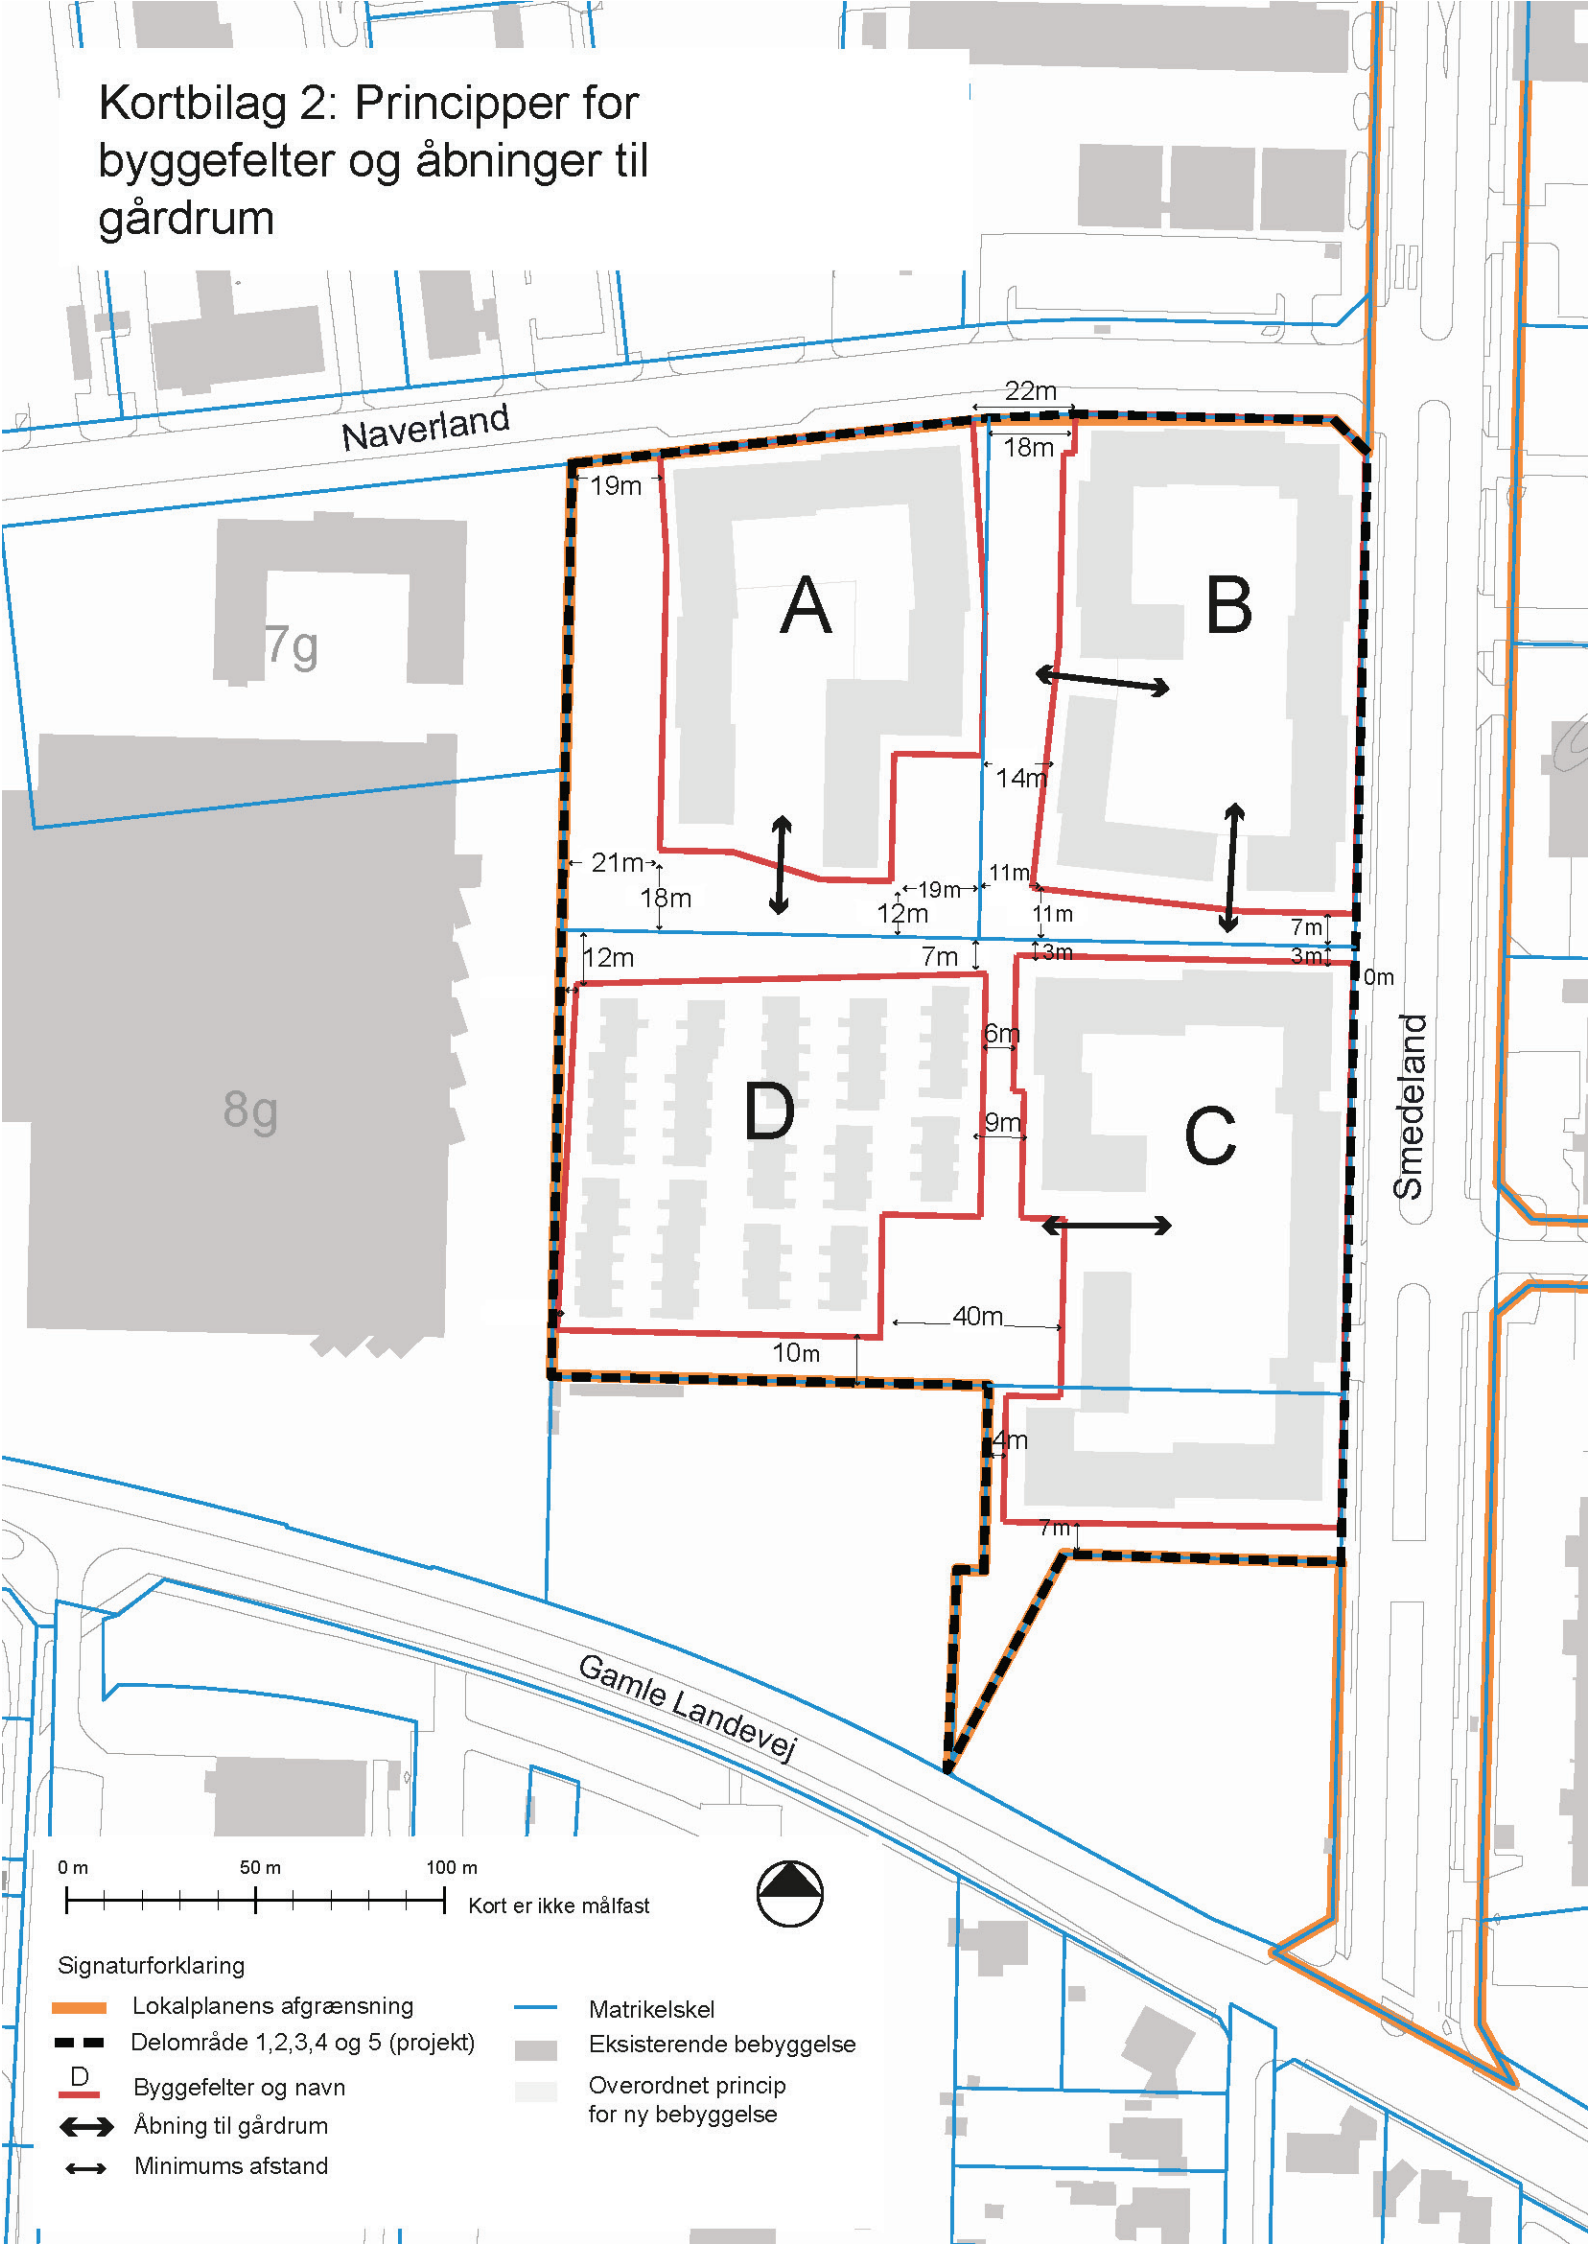 Kortbilag 2: Principper for
byggefelter og åbninger til
gårdrum
22m
Naverland
18m
19m
A
B
7g
14m
21m
11m
19m
18m
12m
11m
7m
12m
7m
3m
3m
0m
6m
8g
D
9m
C
Smedeland
40m
10m
4m
7m
Gamle Landevej
0 m 50 m 100 m
Kort er ikke målfast
Signaturforklaring
Lokalplanens afgrænsning
Delområde 1,2,3,4 og 5 (projekt)
D
Byggefelter og navn
Åbning til gårdrum
Minimums afstand
Matrikelskel
Eksisterende bebyggelse
Overordnet princip
for ny bebyggelse